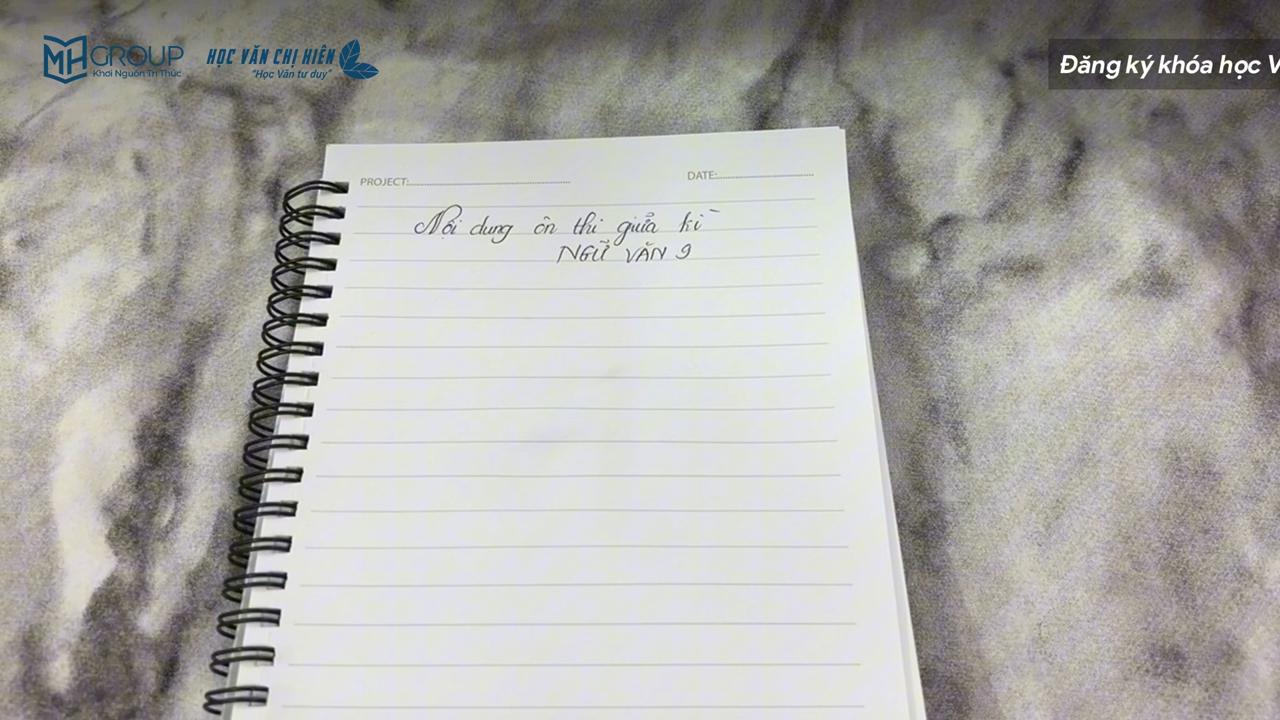 MH GROUP
Khơi Nguồn Tri Thức
HỌC VĂN CHỊ HIÊN
"Học Văn tư duy"
Đăng ký khóa học V
PROJECT:
DATE:
Nội dung ôn thi giữa kì
NGỮ VĂN 9